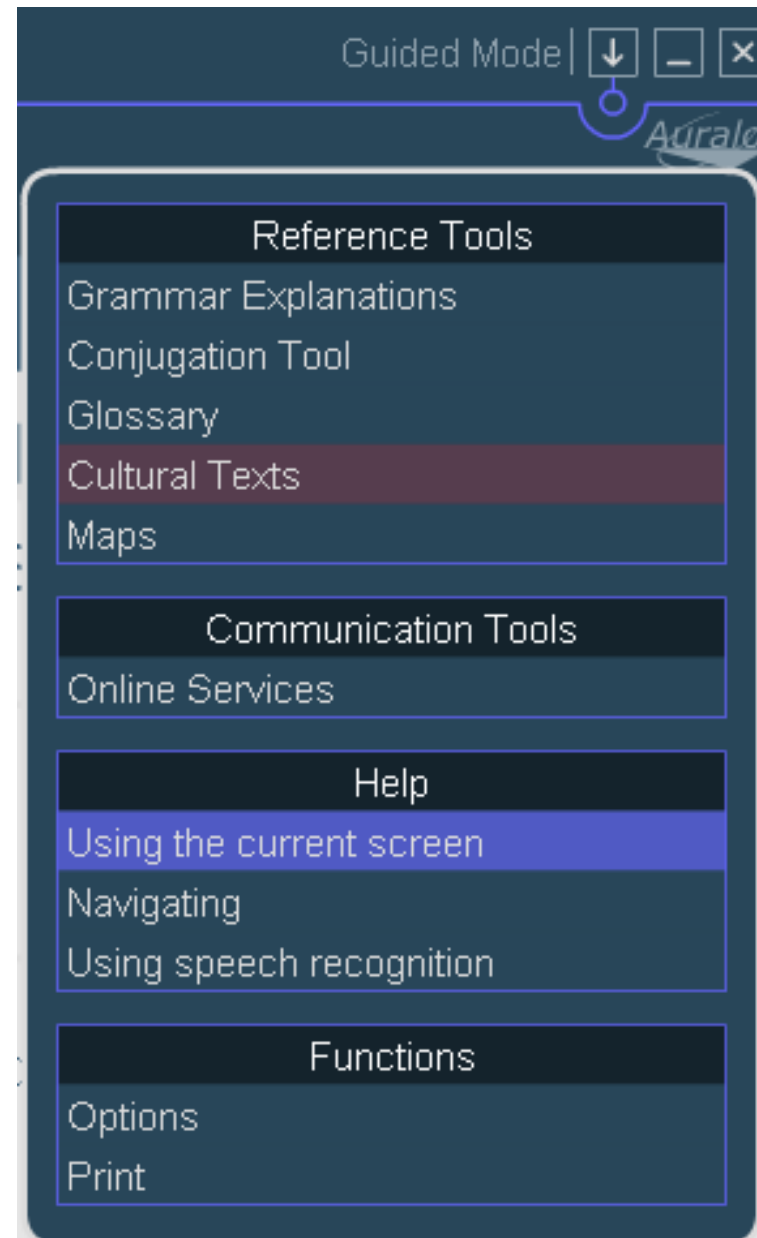 Guided Mode
Reference Tools
Grammar Explanations
Conjugation Tool
Glossary
Cultural Texts
Maps
Communication Tools
Online Services
Help
Using the current screen
Navigating
Using speech recognition
Functions
Options
Print